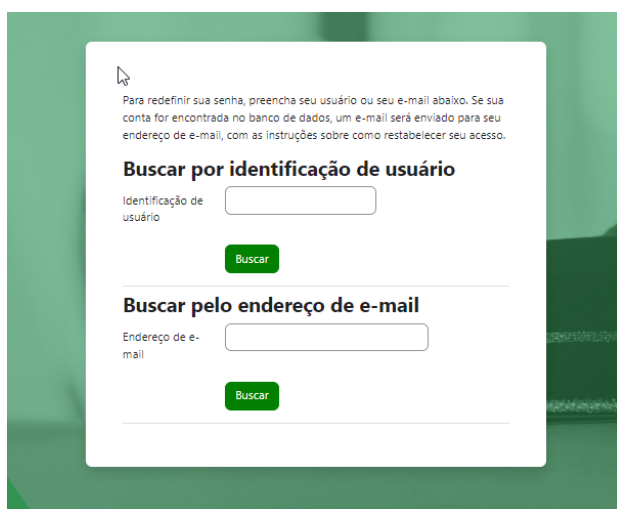 Para redefinir sua senha, preencha seu usuário ou seu e-mail abaixo. Se sua
conta for encontrada no banco de dados, um e-mail será enviado para seu
endereço de e-mail, com as instruções sobre como restabelecer seu acesso.
Buscar por identificação de usuário
Identificação de
usuário
Buscar
Buscar pelo endereço de e-mail
Endereço de e-
mail
Buscar